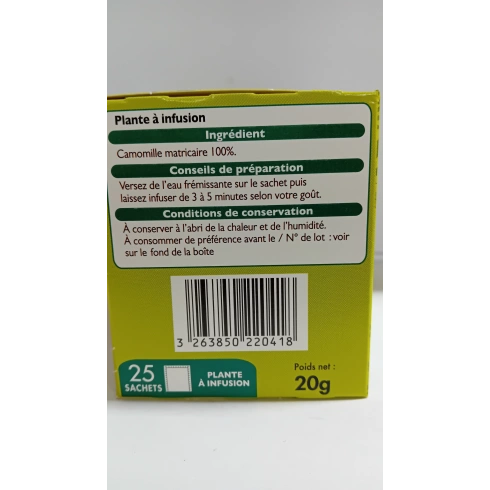 Plante à infusion
Ingrédient
Camomille matricaire 100%.
Conseils de préparation
Versez de l'eau frémissante sur le sachet puis
laissez infuser de 3 à 5 minutes selon votre goût.
Conditions de conservation
À conserver à l'abri de la chaleur et de l'humidité.
À consommer de préférence avant le / N° de lot : voir
sur le fond de la boîte
3 263850 220418
25
SACHETS
PLANTE
À INFUSION
Poids net :
20g